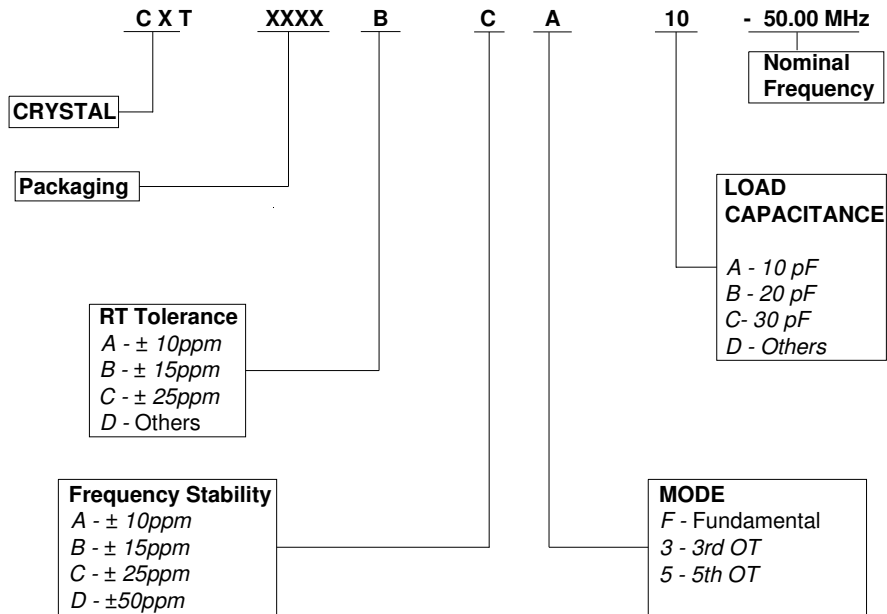 C X T XXXX B C A 10 - 50.00 MHz
Nominal
Frequency
CRYSTAL
Packaging
LOAD
CAPACITANCE
A - 10 pF
B - 20 pF
C- 30 pF
D - Others
RT Tolerance
A - ± 10ppm
B - ± 15ppm
C - ± 25ppm
D - Others
Frequency Stability
A - ± 10ppm
B - ± 15ppm
C - ± 25ppm
D - ±50ppm
MODE
F - Fundamental
3 - 3rd OT
5 - 5th OT